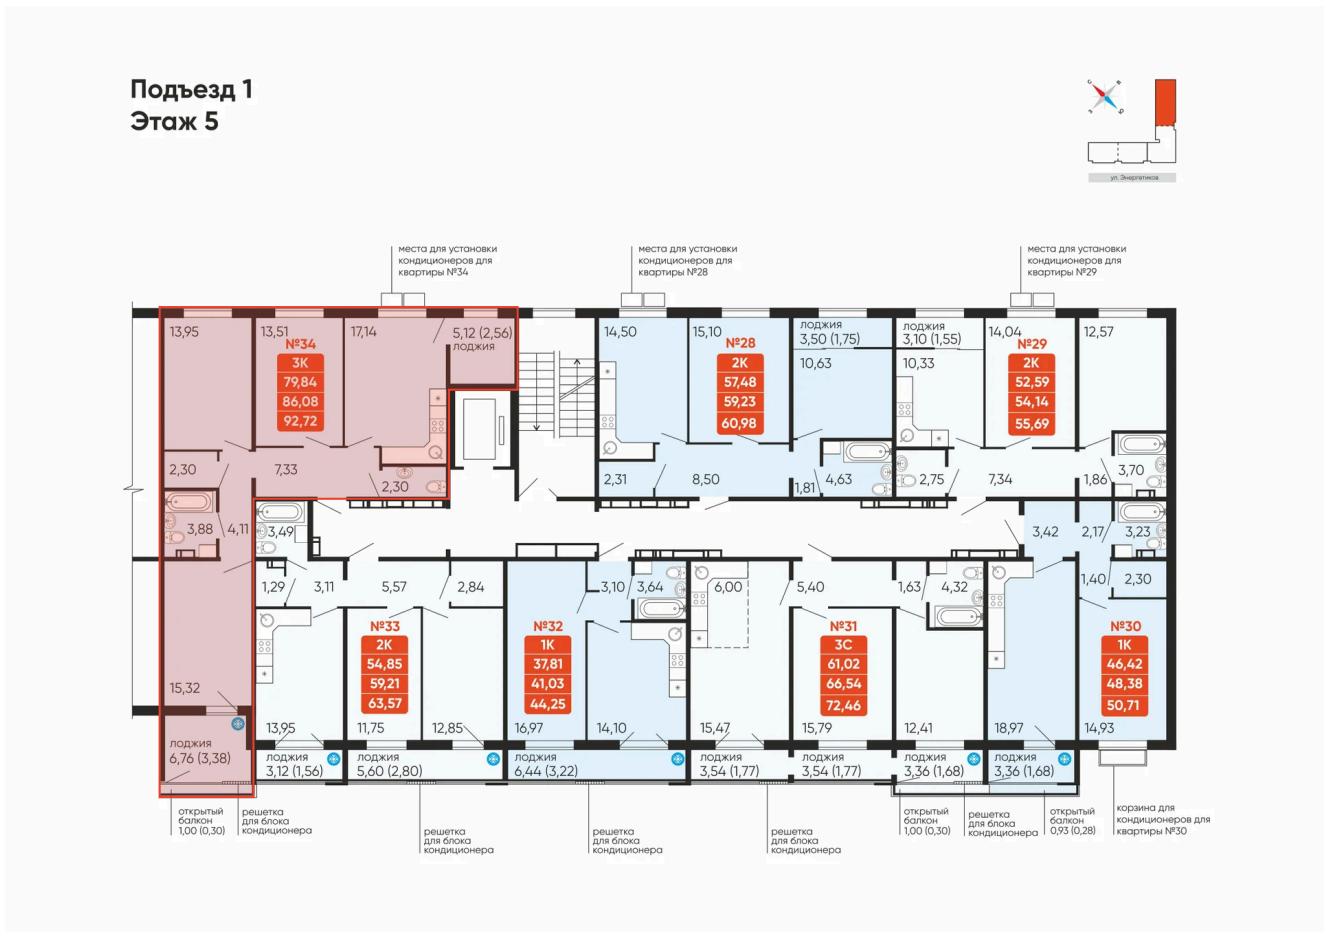 Подъезд 1
Этаж 5
ул. Энергетиков
места для установки
кондиционеров для
квартиры №34
места для установки
кондиционеров для
квартиры №28
места для установки
кондиционеров для
квартиры №29
13,95
13,51
17,14
5,12 (2,56)
лоджия
№34
3К
79,84
86,08
92,72
2,30
7,33
2,30
3,88
4,11
15,32
лоджия
6,76 (3,38)
14,50
15,10
лоджия
3,50 (1,75)
10,63
№28
2К
57,48
59,23
60,98
2,31
8,50
1,81
4,63
лоджия
3,10 (1,55)
10,33
14,04
12,57
№29
2К
52,59
54,14
55,69
2,75
7,34
1,86
3,70
3,49
1,29
3,11
5,57
2,84
№33
2К
54,85
59,21
63,57
13,95
11,75
12,85
лоджия
3,12 (1,56)
лоджия
5,60 (2,80)
3,10
3,64
№32
1К
37,81
41,03
44,25
16,97
14,10
лоджия
6,44 (3,22)
6,00
5,40
1,63
4,32
№31
3С
61,02
66,54
72,46
15,47
15,79
12,41
лоджия
3,54 (1,77)
лоджия
3,54 (1,77)
лоджия
3,36 (1,68)
3,42
2,17
3,23
1,40
2,30
№30
1К
46,42
48,38
50,71
18,97
14,93
лоджия
3,36 (1,68)
открытый
балкон
1,00 (0,30)
решетка
для блока
кондиционера
решетка
для блока
кондиционера
решетка
для блока
кондиционера
решетка
для блока
кондиционера
открытый
балкон
1,00 (0,30)
решетка
для блока
кондиционера
открытый
балкон
0,93 (0,28)
корзина для
кондиционеров для
квартиры №30